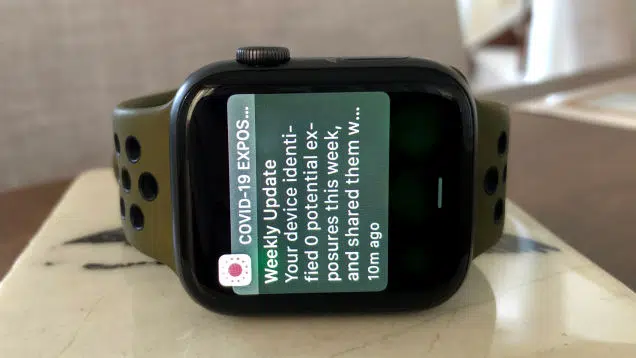 COVID-19 EXPOS...
Weekly Update
Your device identi-
fied 0 potential ex-
posures this week,
and shared them w...
10m ago